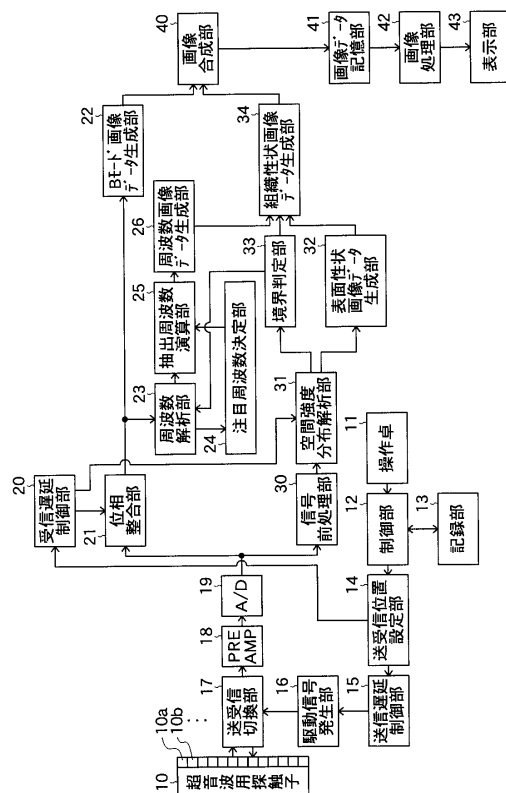 10
10a
10b
超音波用探触子
17
送受信
切換部
16
駆動信号
発生部
15
送信遅延
制御部
18
PRE
AMP
19
A/D
14
送受信位置
設定部
12
制御部
11
操作卓
13
記録部
20
受信遅延
制御部
21
位相
整合部
30
信号
前処理部
31
空間強度
分布解析部
23
周波数
解析部
24
注目周波数決定部
25
抽出周波数
演算部
26
周波数画像
データ生成部
33
境界判定部
32
表面性状
画像データ
生成部
22
Bモード画像
データ生成部
34
組織性状画像
データ生成部
40
画像
合成部
41
画像データ
記憶部
42
画像
処理部
43
表示部